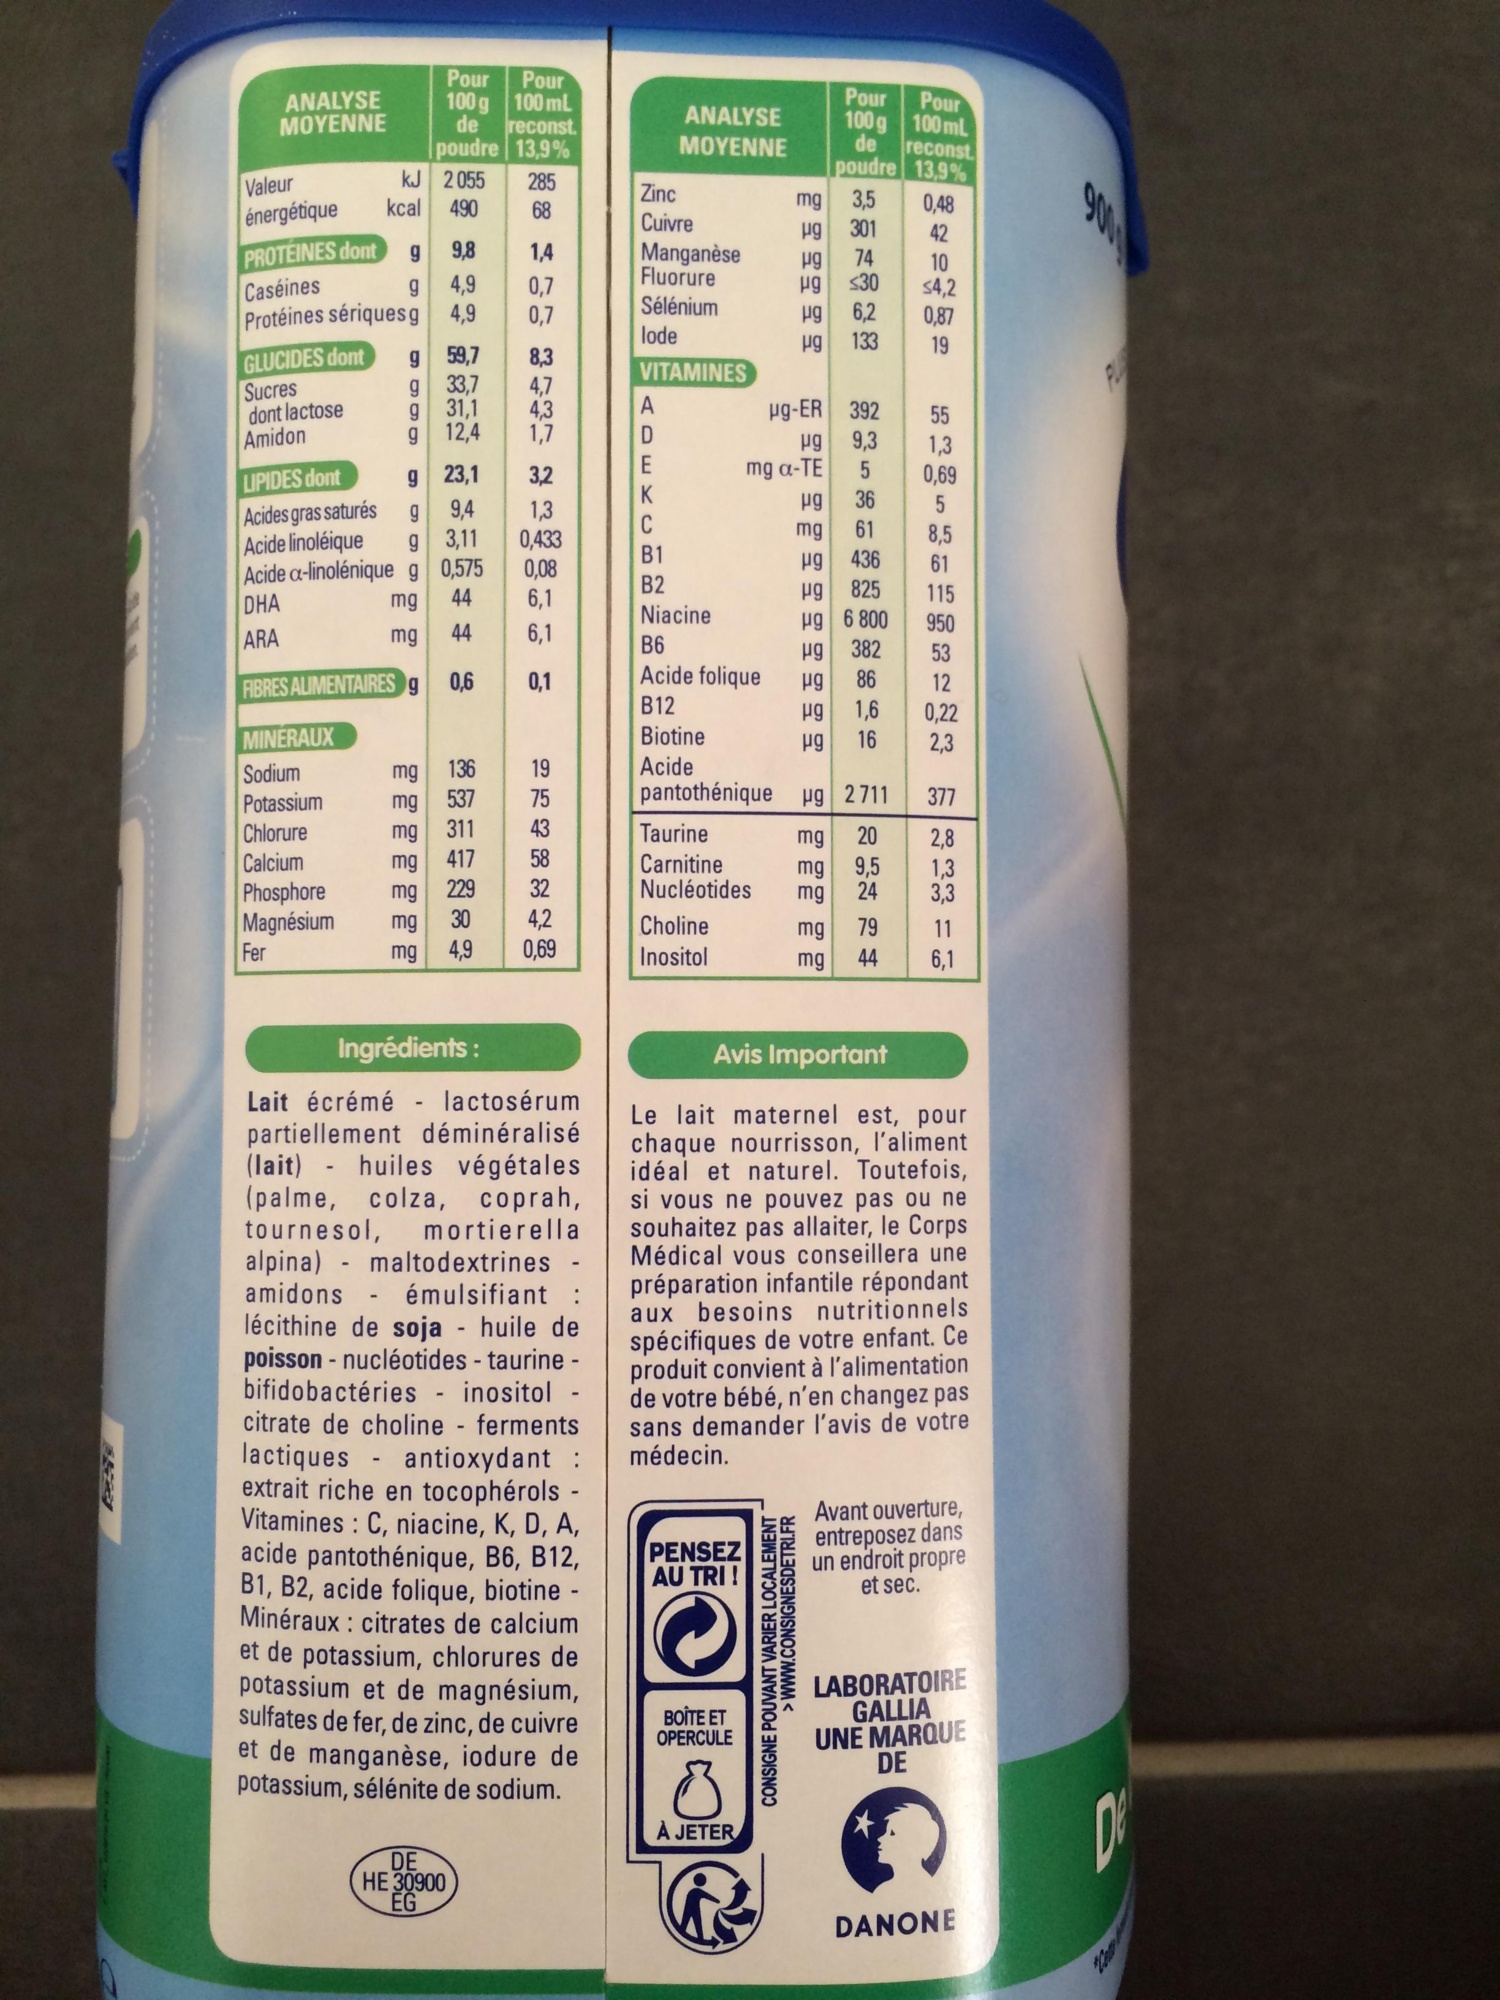 ANALYSE MOYENNE | Pour 100 g de poudre | Pour 100 mL reconst. 13,9%
Valeur énergétique kJ 2 055 285
kcal 490 68
PROTÉINES dont g 9,8 1,4
Caséines g 4,9 0,7
Protéines sériques g 4,9 0,7
GLUCIDES dont g 59,7 8,3
Sucres g 33,7 4,7
dont lactose g 31,1 4,3
Amidon g 12,4 1,7
LIPIDES dont g 23,1 3,2
Acides gras saturés g 9,4 1,3
Acide linoléique g 3,11 0,433
Acide α-linolénique g 0,575 0,08
DHA mg 44 6,1
ARA mg 44 6,1
FIBRES ALIMENTAIRES g 0,6 0,1
MINÉRAUX
Sodium mg 136 19
Potassium mg 537 75
Chlorure mg 311 43
Calcium mg 417 58
Phosphore mg 229 32
Magnésium mg 30 4,2
Fer mg 4,9 0,69
Ingrédients :
Lait écrémé - lactosérum
partiellement déminéralisé
(lait) - huiles végétales
(palme, colza, coprah,
tournesol, mortierella
alpina) - maltodextrines -
amidons - émulsifiant :
lécithine de soja - huile de
poisson - nucléotides - taurine -
bifidobactéries - inositol -
citrate de choline - ferments
lactiques - antioxydant :
extrait riche en tocophérols -
Vitamines : C, niacine, K, D, A,
acide pantothénique, B6, B12,
B1, B2, acide folique, biotine -
Minéraux : citrates de calcium
et de potassium, chlorures de
potassium et de magnésium,
sulfates de fer, de zinc, de cuivre
et de manganèse, iodure de
potassium, sélénite de sodium.
DE
HE 30900
EG
ANALYSE MOYENNE | Pour 100 g de poudre | Pour 100 mL reconst. 13,9%
Zinc mg 3,5 0,48
Cuivre µg 301 42
Manganèse µg 74 10
Fluorure µg ≤30 ≤4,2
Sélénium µg 6,2 0,87
Iode µg 133 19
VITAMINES
A µg-ER 392 55
D µg 9,3 1,3
E mg α-TE 5 0,69
K µg 36 5
C mg 61 8,5
B1 µg 436 61
B2 µg 825 115
Niacine µg 6 800 950
B6 µg 382 53
Acide folique µg 86 12
B12 µg 1,6 0,22
Biotine µg 16 2,3
Acide
pantothénique µg 2 711 377
Taurine mg 20 2,8
Carnitine mg 9,5 1,3
Nucléotides mg 24 3,3
Choline mg 79 11
Inositol mg 44 6,1
Avis Important
Le lait maternel est, pour
chaque nourrisson, l'aliment
idéal et naturel. Toutefois,
si vous ne pouvez pas ou ne
souhaitez pas allaiter, le Corps
Médical vous conseillera une
préparation infantile répondant
aux besoins nutritionnels
spécifiques de votre enfant. Ce
produit convient à l'alimentation
de votre bébé, n'en changez pas
sans demander l'avis de votre
médecin.
PENSEZ
AU TRI !
BOÎTE ET
OPERCULE
À JETER
CONSIGNE POUVANT VARIER LOCALEMENT
> WWW.CONSIGNESDETRI.FR
Avant ouverture,
entreposez dans
un endroit propre
et sec.
LABORATOIRE
GALLIA
UNE MARQUE
DE
DANONE
900 g